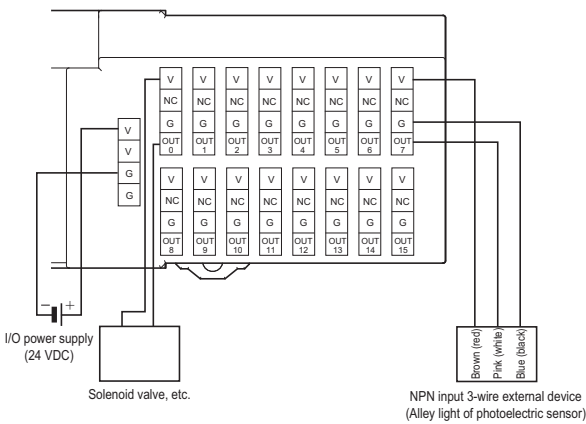 V V V V V V V V
NC NC NC NC NC NC NC NC
G G G G G G G G
OUT 0 OUT 1 OUT 2 OUT 3 OUT 4 OUT 5 OUT 6 OUT 7
V
V
G
G
V V V V V V V V
NC NC NC NC NC NC NC NC
G G G G G G G G
OUT 8 OUT 9 OUT 10 OUT 11 OUT 12 OUT 13 OUT 14 OUT 15
− +
I/O power supply
(24 VDC)
Solenoid valve, etc.
Brown (red)
Pink (white)
Blue (black)
NPN input 3-wire external device
(Alley light of photoelectric sensor)